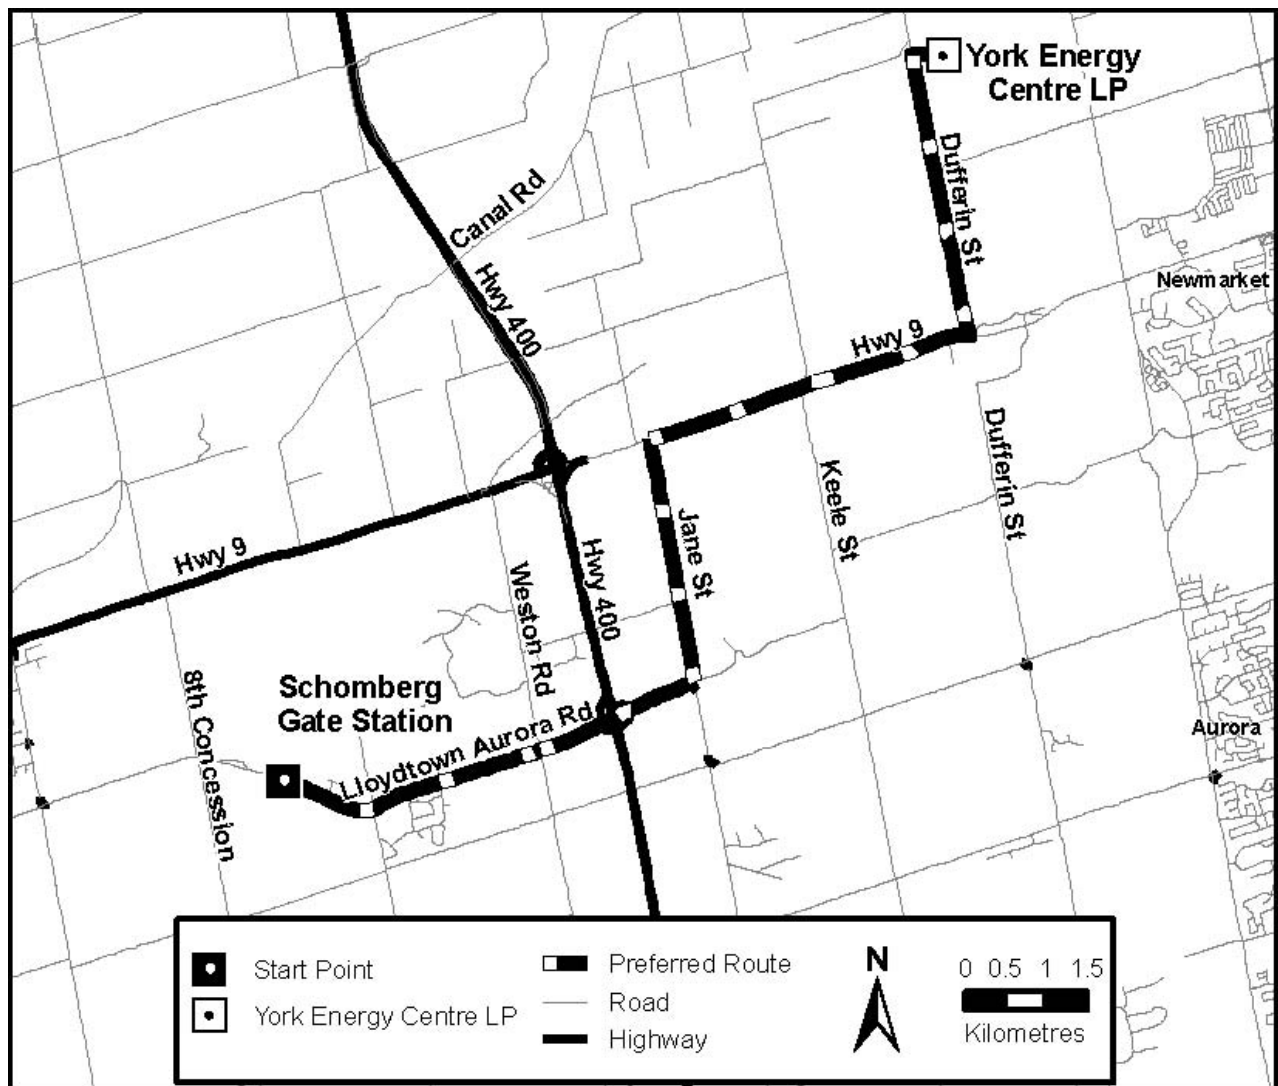 York Energy
Centre LP
Dufferin St
Canal Rd
Newmarket
Hwy 400
Hwy 9
Dufferin St
Keele St
Jane St
Hwy 9
Hwy 400
Weston Rd
8th Concession
Schomberg
Gate Station
Lloydtown Aurora Rd
Aurora
Start Point
York Energy Centre LP
Preferred Route
Road
Highway
N
0 0.5 1 1.5
Kilometres